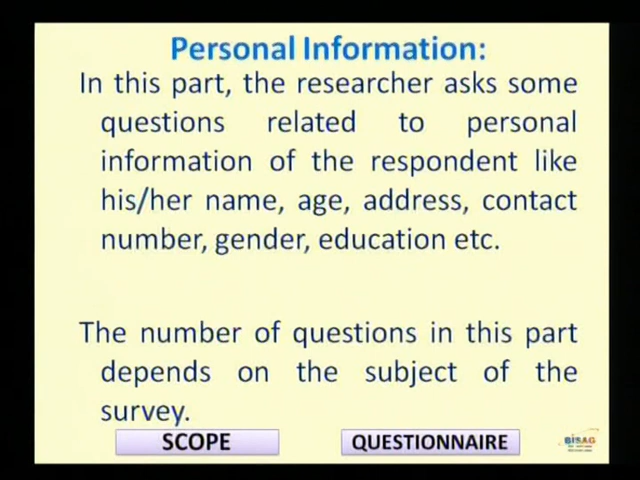 Personal Information:
In this part, the researcher asks some
questions related to personal
information of the respondent like
his/her name, age, address, contact
number, gender, education etc.
The number of questions in this part
depends on the subject of the
survey.
SCOPE
QUESTIONNAIRE
BISAG